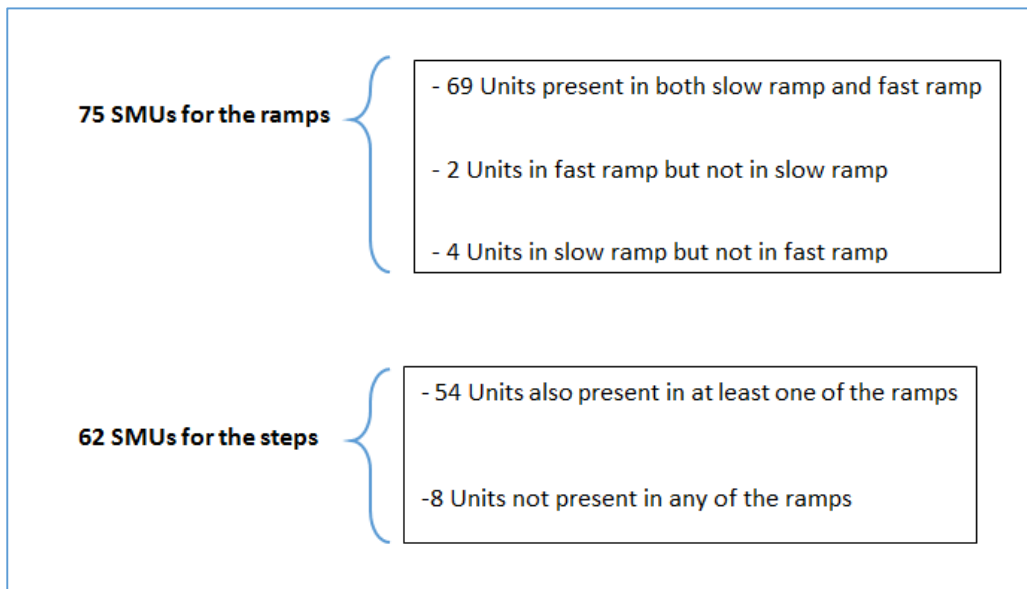 75 SMUs for the ramps
- 69 Units present in both slow ramp and fast ramp
- 2 Units in fast ramp but not in slow ramp
- 4 Units in slow ramp but not in fast ramp
62 SMUs for the steps
- 54 Units also present in at least one of the ramps
-8 Units not present in any of the ramps